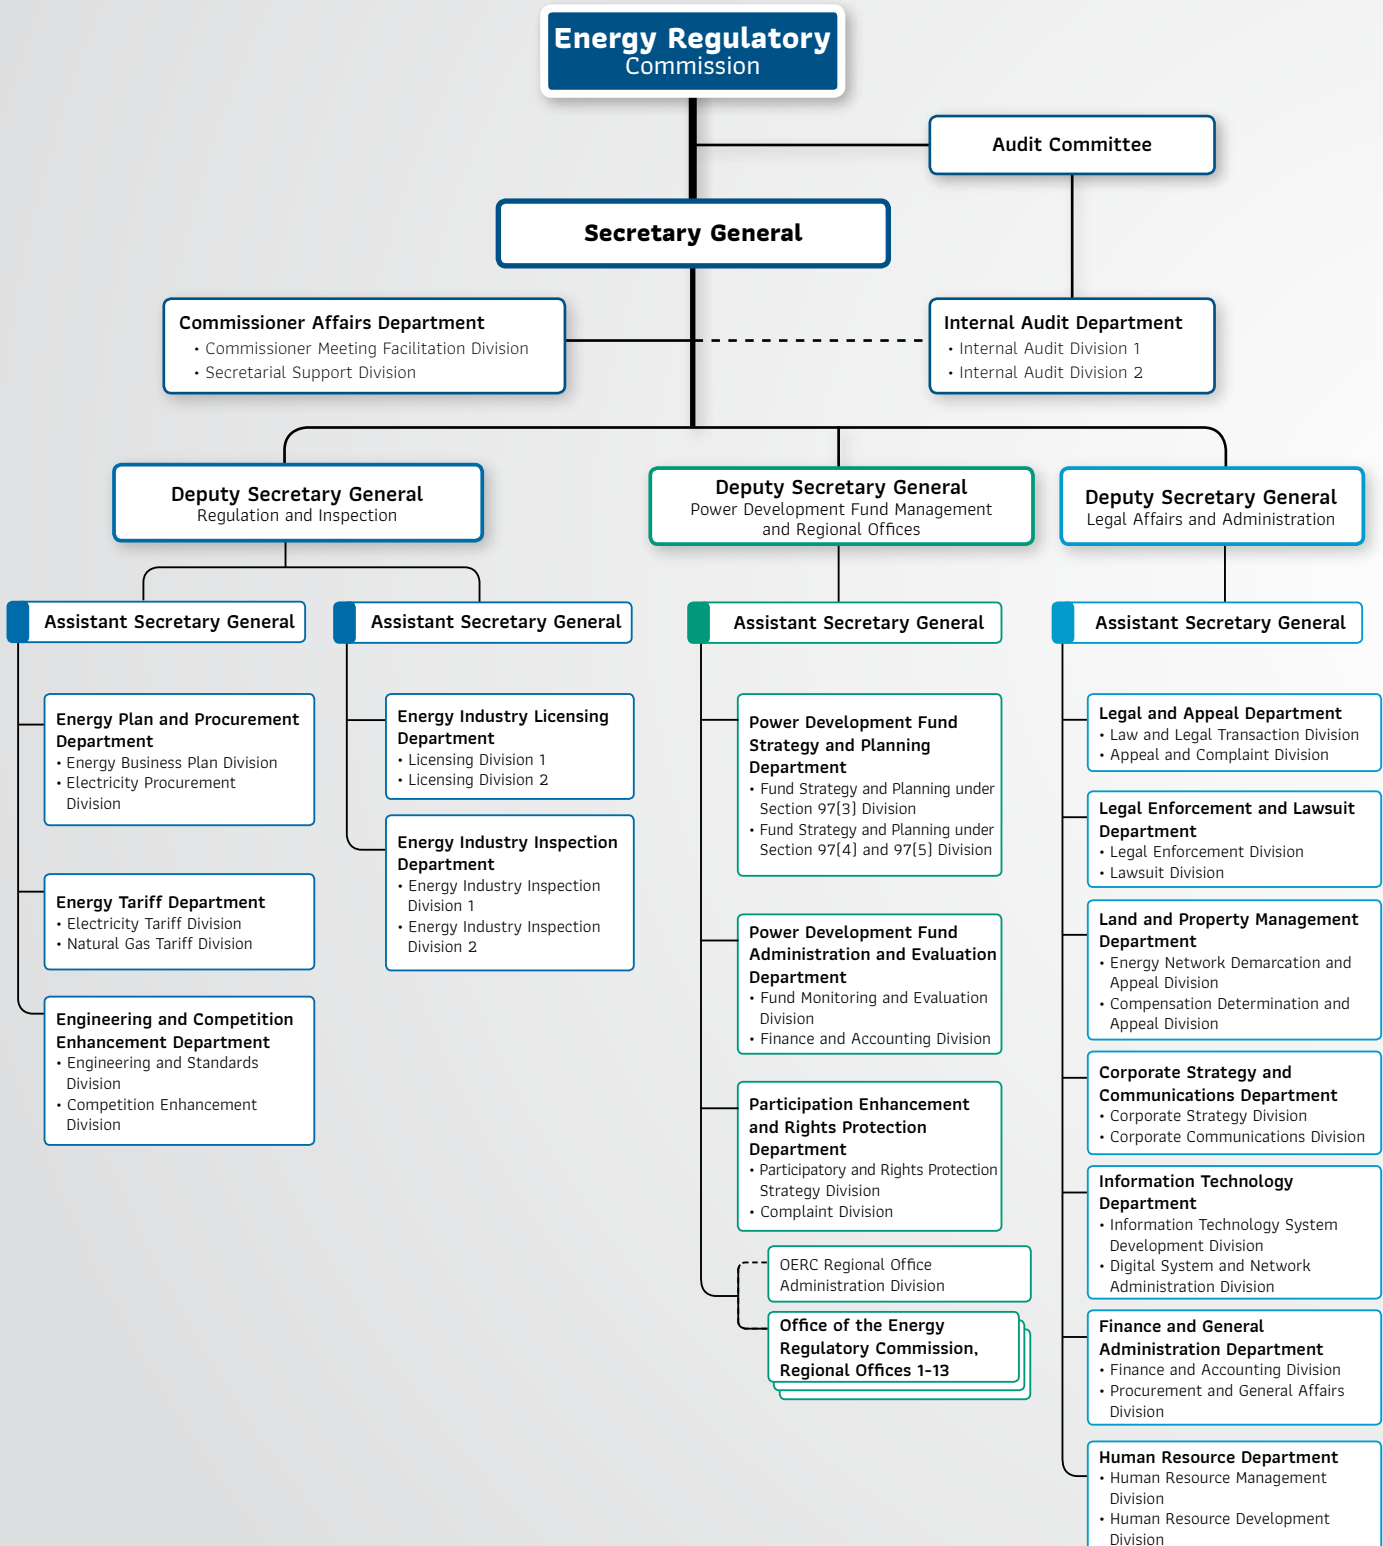 Energy Regulatory
Commission
Audit Committee
Secretary General
Commissioner Affairs Department
• Commissioner Meeting Facilitation Division
• Secretarial Support Division
Internal Audit Department
• Internal Audit Division 1
• Internal Audit Division 2
Deputy Secretary General
Regulation and Inspection
Deputy Secretary General
Power Development Fund Management
and Regional Offices
Deputy Secretary General
Legal Affairs and Administration
Assistant Secretary General
Energy Plan and Procurement
Department
• Energy Business Plan Division
• Electricity Procurement
Division
Energy Tariff Department
• Electricity Tariff Division
• Natural Gas Tariff Division
Engineering and Competition
Enhancement Department
• Engineering and Standards
Division
• Competition Enhancement
Division
Assistant Secretary General
Energy Industry Licensing
Department
• Licensing Division 1
• Licensing Division 2
Energy Industry Inspection
Department
• Energy Industry Inspection
Division 1
• Energy Industry Inspection
Division 2
Assistant Secretary General
Power Development Fund
Strategy and Planning
Department
• Fund Strategy and Planning under
Section 97(3) Division
• Fund Strategy and Planning under
Section 97(4) and 97(5) Division
Power Development Fund
Administration and Evaluation
Department
• Fund Monitoring and Evaluation
Division
• Finance and Accounting Division
Participation Enhancement
and Rights Protection
Department
• Participatory and Rights Protection
Strategy Division
• Complaint Division
OERC Regional Office
Administration Division
Office of the Energy
Regulatory Commission,
Regional Offices 1-13
Assistant Secretary General
Legal and Appeal Department
• Law and Legal Transaction Division
• Appeal and Complaint Division
Legal Enforcement and Lawsuit
Department
• Legal Enforcement Division
• Lawsuit Division
Land and Property Management
Department
• Energy Network Demarcation and
Appeal Division
• Compensation Determination and
Appeal Division
Corporate Strategy and
Communications Department
• Corporate Strategy Division
• Corporate Communications Division
Information Technology
Department
• Information Technology System
Development Division
• Digital System and Network
Administration Division
Finance and General
Administration Department
• Finance and Accounting Division
• Procurement and General Affairs
Division
Human Resource Department
• Human Resource Management
Division
• Human Resource Development
Division